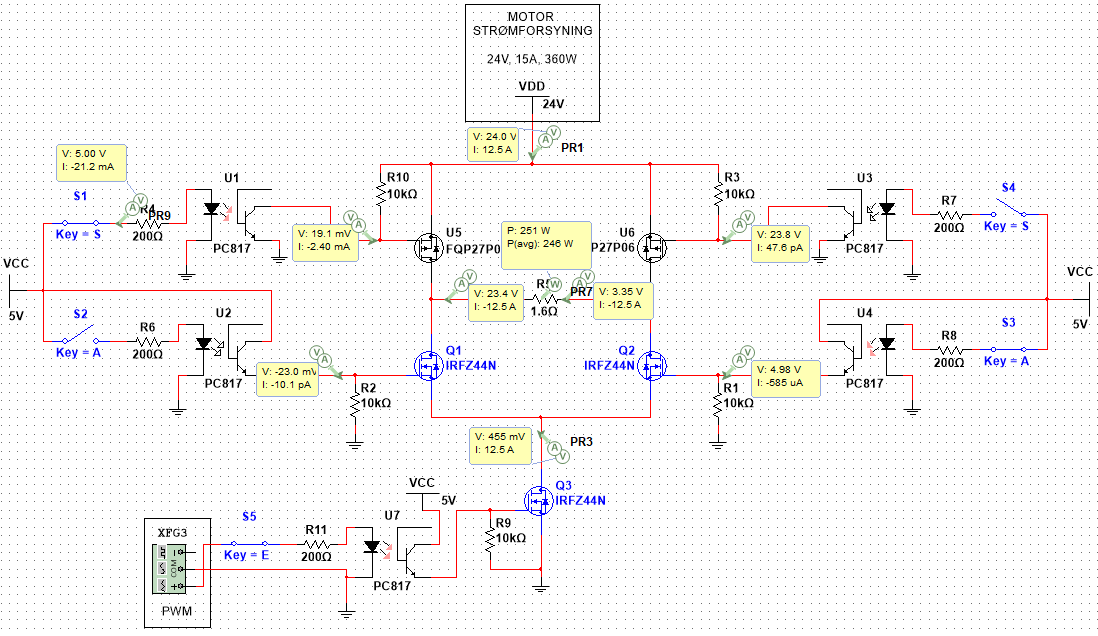 MOTOR
STRØMFORSYNING
24V, 15A, 360W
VDD
24V
V: 24.0 V
I: 12.5 A
PR1
V: 5.00 V
I: -21.2 mA
S1
Key = S
R4
PR9
200Ω
U1
PC817
R10
10kΩ
V: 19.1 mV
I: -2.40 mA
U5
FQP27P0
P: 251 W
P(avg): 246 W
U6
P27P06
R3
10kΩ
V: 23.8 V
I: 47.6 pA
U3
PC817
R7
200Ω
S4
Key = S
VCC
5V
S2
Key = A
R6
200Ω
U2
PC817
V: 23.4 V
I: -12.5 A
1.6Ω
PR7
V: 3.35 V
I: -12.5 A
VCC
5V
S3
Key = A
R8
200Ω
U4
PC817
V: -23.0 mV
I: -10.1 pA
R2
10kΩ
Q1
IRFZ44N
Q2
IRFZ44N
V: 4.98 V
I: -585 uA
R1
10kΩ
V: 455 mV
I: 12.5 A
PR3
Q3
IRFZ44N
VCC
5V
U7
PC817
R9
10kΩ
S5
Key = E
R11
200Ω
XFG3
COM
PWM